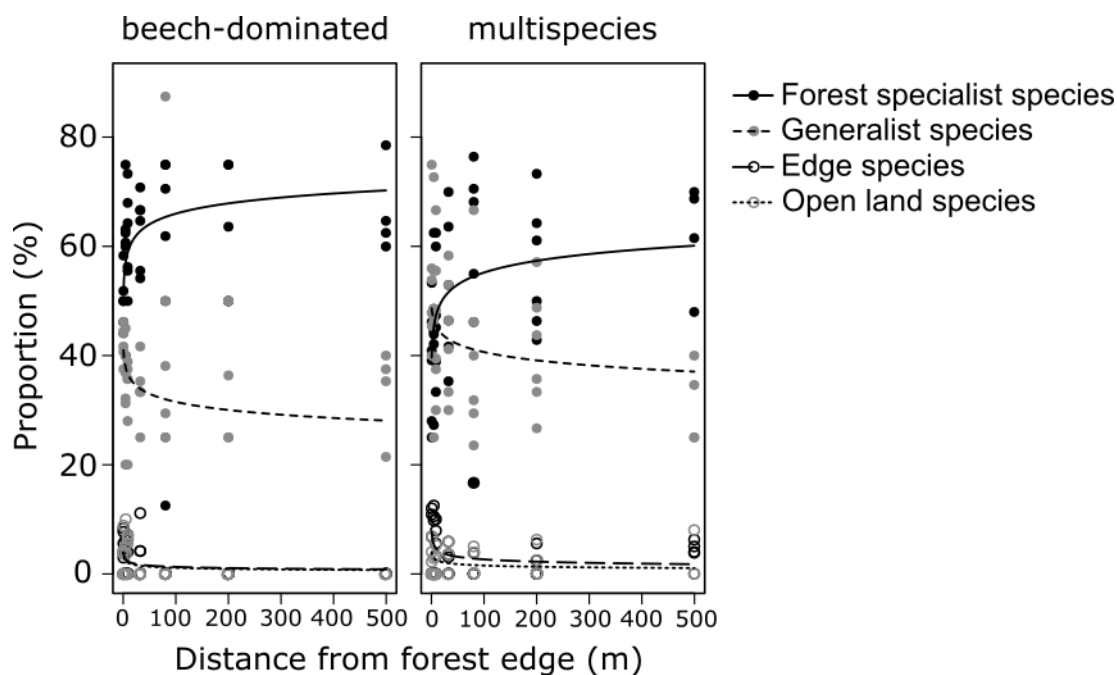 beech-dominated multispecies
Forest specialist species
Generalist species
Edge species
Open land species
Proportion (%)
80
60
40
20
0
0 100 200 300 400 500 0 100 200 300 400 500
Distance from forest edge (m)